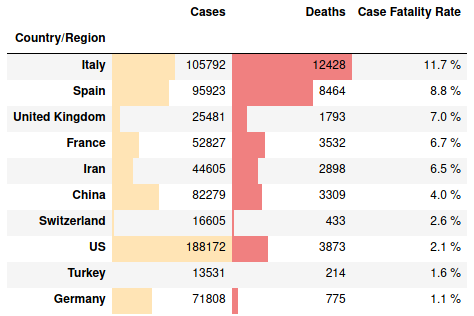 Cases Deaths Case Fatality Rate
Country/Region
Italy 105792 12428 11.7 %
Spain 95923 8464 8.8 %
United Kingdom 25481 1793 7.0 %
France 52827 3532 6.7 %
Iran 44605 2898 6.5 %
China 82279 3309 4.0 %
Switzerland 16605 433 2.6 %
US 188172 3873 2.1 %
Turkey 13531 214 1.6 %
Germany 71808 775 1.1 %